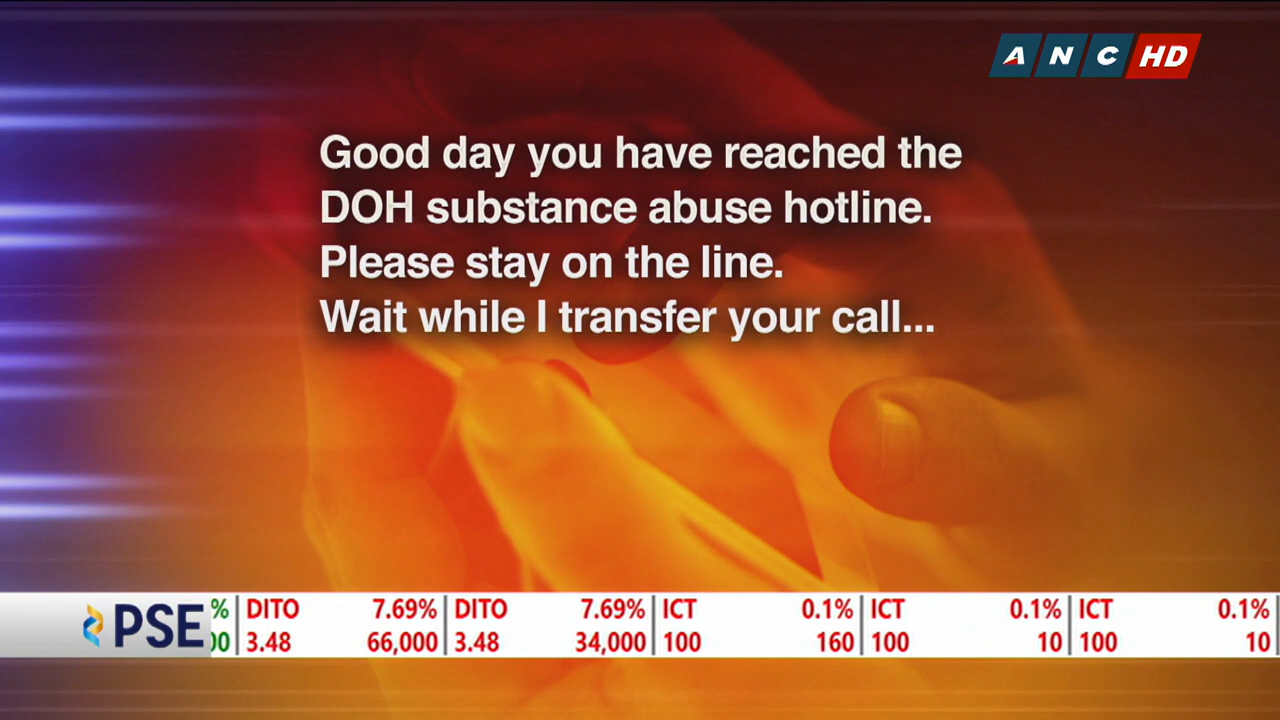 ANC HD
Good day you have reached the
DOH substance abuse hotline.
Please stay on the line.
Wait while I transfer your call...
PSE
% DITO 7.69% DITO 7.69% ICT 0.1% ICT 0.1% ICT 0.1%
00 3.48 66,000 3.48 34,000 100 160 100 10 100 10